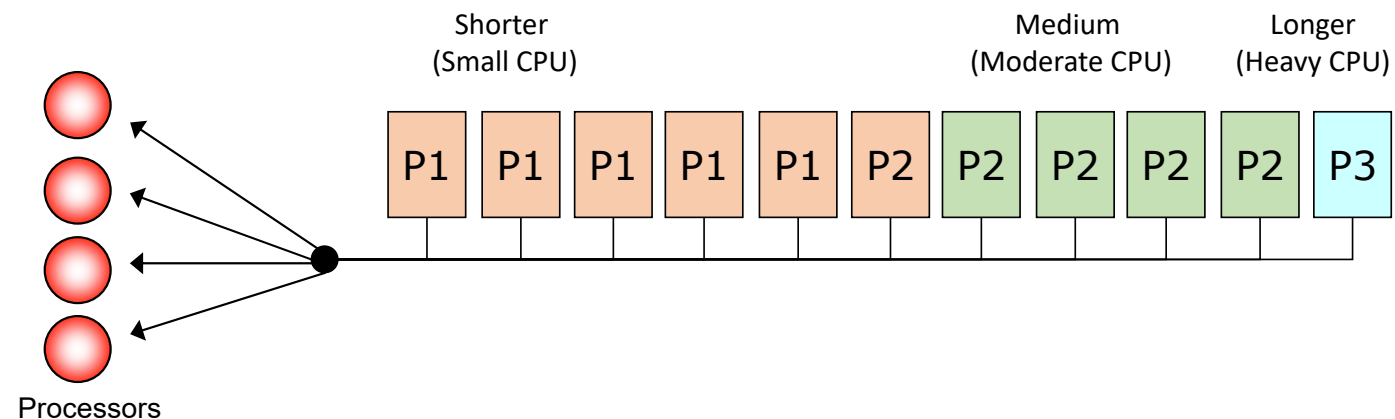 Shorter
(Small CPU)
Medium
(Moderate CPU)
Longer
(Heavy CPU)
P1 P1 P1 P1 P1 P2 P2 P2 P2 P2 P3
Processors